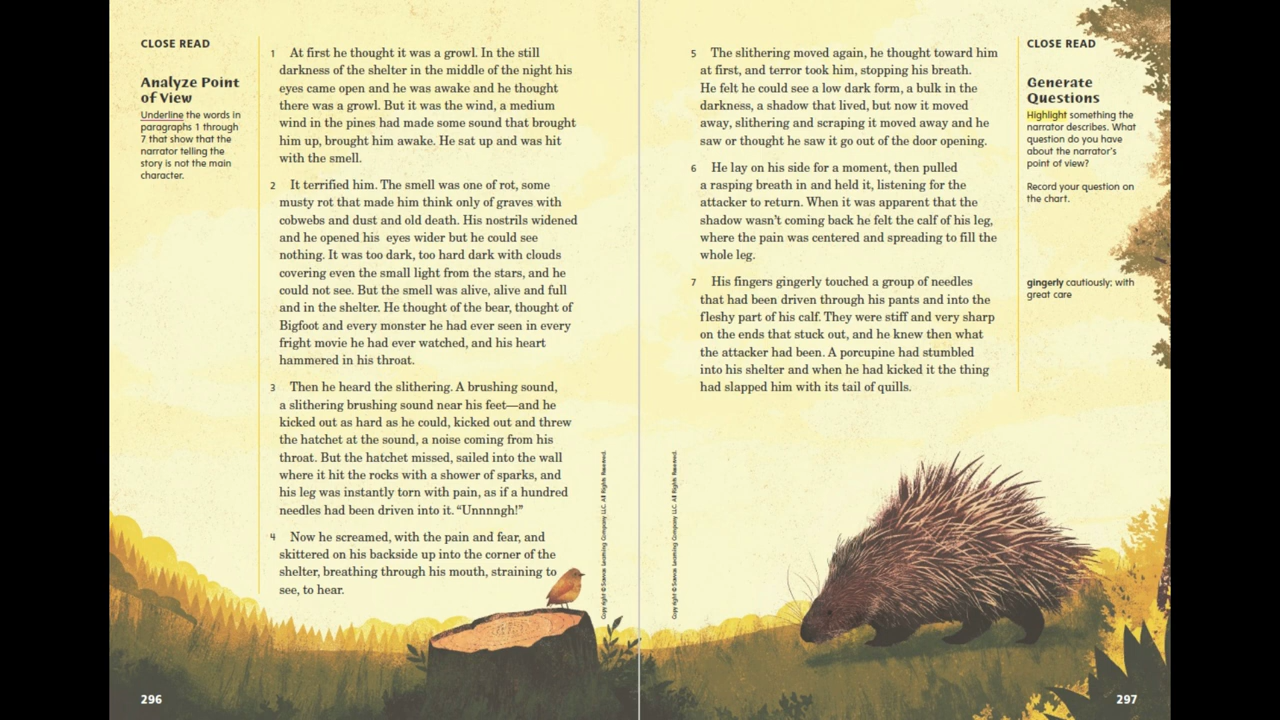 CLOSE READ
Analyze Point
of View
Underline the words in
paragraphs 1 through
7 that show that the
narrator telling the
story is not the main
character.
1 At first he thought it was a growl. In the still
darkness of the shelter in the middle of the night his
eyes came open and he was awake and he thought
there was a growl. But it was the wind, a medium
wind in the pines had made some sound that brought
him up, brought him awake. He sat up and was hit
with the smell.
2 It terrified him. The smell was one of rot, some
musty rot that made him think only of graves with
cobwebs and dust and old death. His nostrils widened
and he opened his eyes wider but he could see
nothing. It was too dark, too hard dark with clouds
covering even the small light from the stars, and he
could not see. But the smell was alive, alive and full
and in the shelter. He thought of the bear, thought of
Bigfoot and every monster he had ever seen in every
fright movie he had ever watched, and his heart
hammered in his throat.
3 Then he heard the slithering. A brushing sound,
a slithering brushing sound near his feet—and he
kicked out as hard as he could, kicked out and threw
the hatchet at the sound, a noise coming from his
throat. But the hatchet missed, sailed into the wall
where it hit the rocks with a shower of sparks, and
his leg was instantly torn with pain, as if a hundred
needles had been driven into it. “Unnnngh!”
4 Now he screamed, with the pain and fear, and
skittered on his backside up into the corner of the
shelter, breathing through his mouth, straining to
see, to hear.
Copyright © Savvas Learning Company LLC. All Rights Reserved.
296
5 The slithering moved again, he thought toward him
at first, and terror took him, stopping his breath.
He felt he could see a low dark form, a bulk in the
darkness, a shadow that lived, but now it moved
away, slithering and scraping it moved away and he
saw or thought he saw it go out of the door opening.
6 He lay on his side for a moment, then pulled
a rasping breath in and held it, listening for the
attacker to return. When it was apparent that the
shadow wasn’t coming back he felt the calf of his leg,
where the pain was centered and spreading to fill the
whole leg.
7 His fingers gingerly touched a group of needles
that had been driven through his pants and into the
fleshy part of his calf. They were stiff and very sharp
on the ends that stuck out, and he knew then what
the attacker had been. A porcupine had stumbled
into his shelter and when he had kicked it the thing
had slapped him with its tail of quills.
Copyright © Savvas Learning Company LLC. All Rights Reserved.
CLOSE READ
Generate
Questions
Highlight something the
narrator describes. What
question do you have
about the narrator’s
point of view?
Record your question on
the chart.
gingerly cautiously; with
great care
297